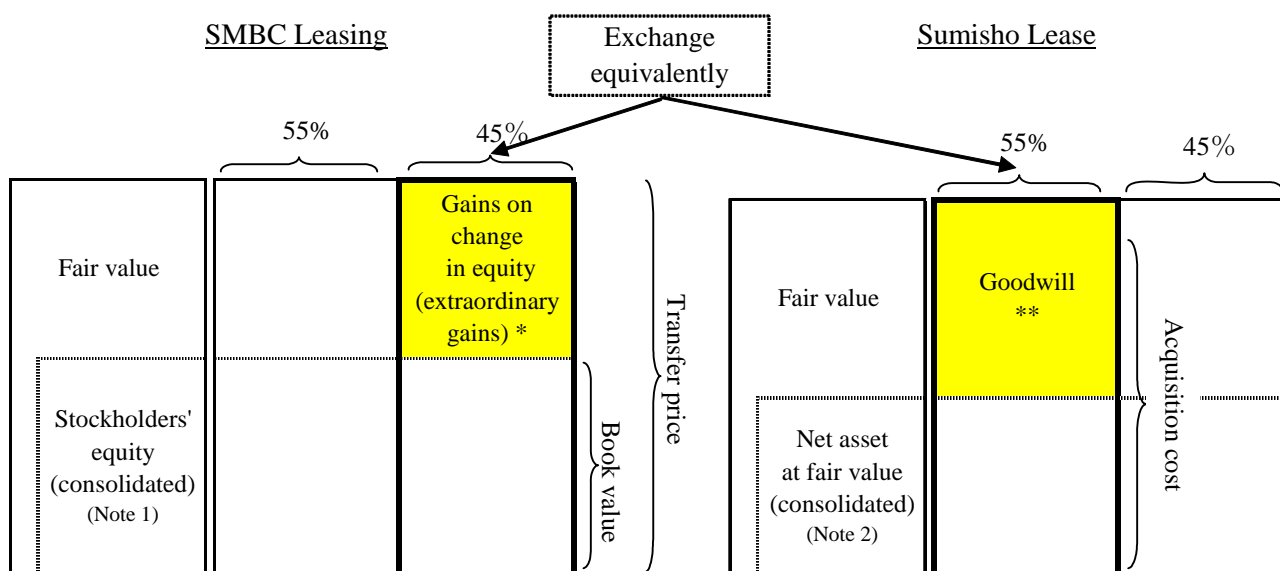 SMBC Leasing
Exchange
equivalently
Sumisho Lease
55%
45%
55%
45%
Fair value
Gains on
change
in equity
(extraordinary
gains) *
Transfer price
Fair value
Goodwill
**
Acquisition cost
Stockholders'
equity
(consolidated)
(Note 1)
Book value
Net asset
at fair value
(consolidated)
(Note 2)